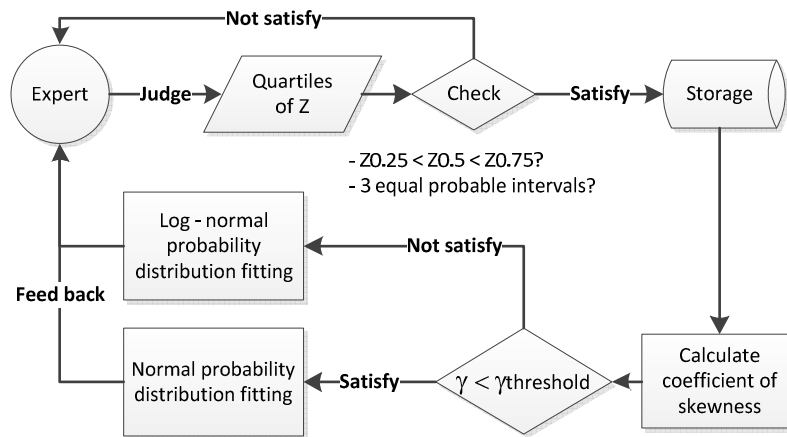 Not satisfy
Expert
Judge
Quartiles
of Z
Check
Satisfy
Storage
- Z0.25 < Z0.5 < Z0.75?
- 3 equal probable intervals?
Log - normal
probability
distribution fitting
Not satisfy
Feed back
Normal probability
distribution fitting
Satisfy
γ < γthreshold
Calculate
coefficient of
skewness